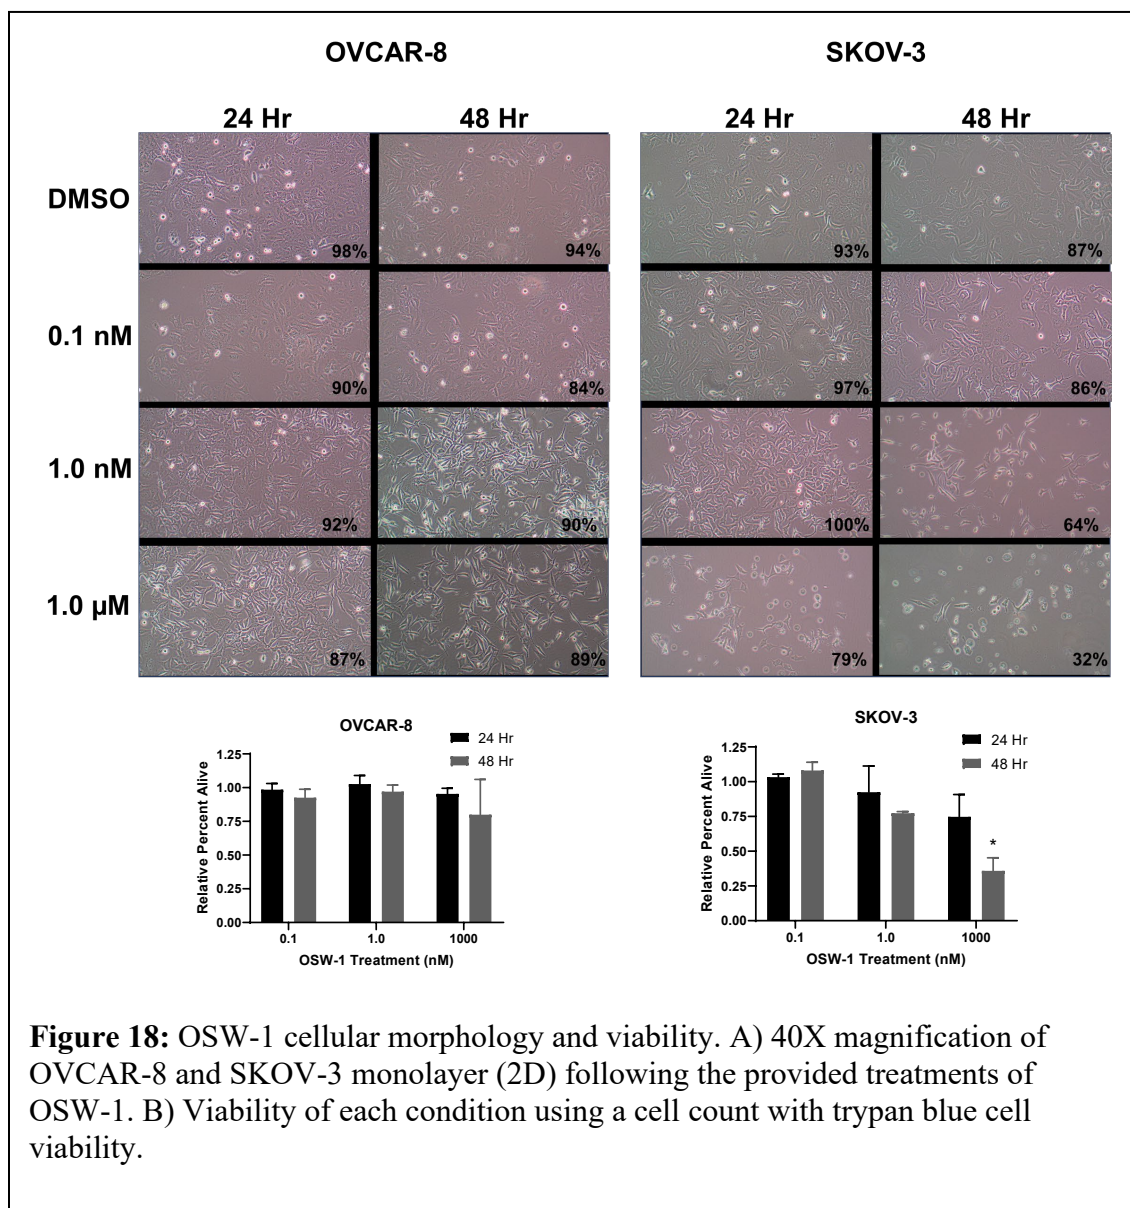 OVCAR-8 SKOV-3
24 Hr 48 Hr 24 Hr 48 Hr
DMSO 98% 94% 93% 87%
0.1 nM 90% 84% 97% 86%
1.0 nM 92% 90% 100% 64%
1.0 µM 87% 89% 79% 32%
OVCAR-8
24 Hr
48 Hr
Relative Percent Alive
1.25
1.00
0.75
0.50
0.25
0.00
0.1 1.0 1000
OSW-1 Treatment (nM)
SKOV-3
24 Hr
48 Hr
Relative Percent Alive
1.25
1.00
0.75
0.50
0.25
0.00
*
0.1 1.0 1000
OSW-1 Treatment (nM)
Figure 18: OSW-1 cellular morphology and viability. A) 40X magnification of
OVCAR-8 and SKOV-3 monolayer (2D) following the provided treatments of
OSW-1. B) Viability of each condition using a cell count with trypan blue cell
viability.